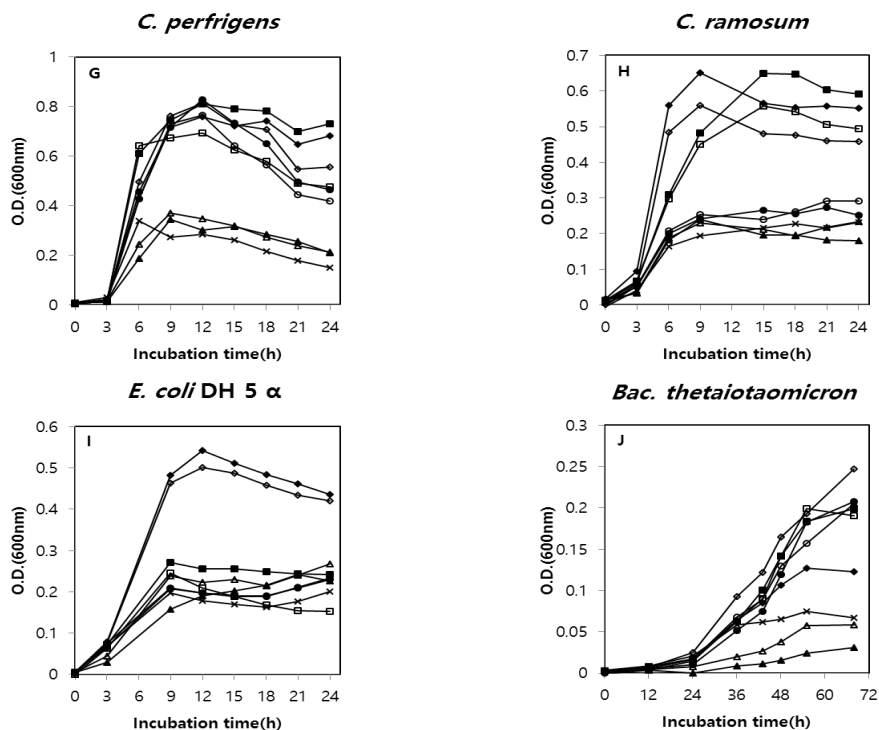 C. perfrigens
C. ramosum
G
O.D.(600nm)
1
0.8
0.6
0.4
0.2
0
0 3 6 9 12 15 18 21 24
Incubation time(h)
H
O.D.(600nm)
0.7
0.6
0.5
0.4
0.3
0.2
0.1
0
0 3 6 9 12 15 18 21 24
Incubation time(h)
E. coli DH 5 α
Bac. thetaiotaomicron
I
O.D.(600nm)
0.6
0.5
0.4
0.3
0.2
0.1
0
0 3 6 9 12 15 18 21 24
Incubation time(h)
J
O.D.(600nm)
0.3
0.25
0.2
0.15
0.1
0.05
0
0 12 24 36 48 60 72
Incubation time(h)